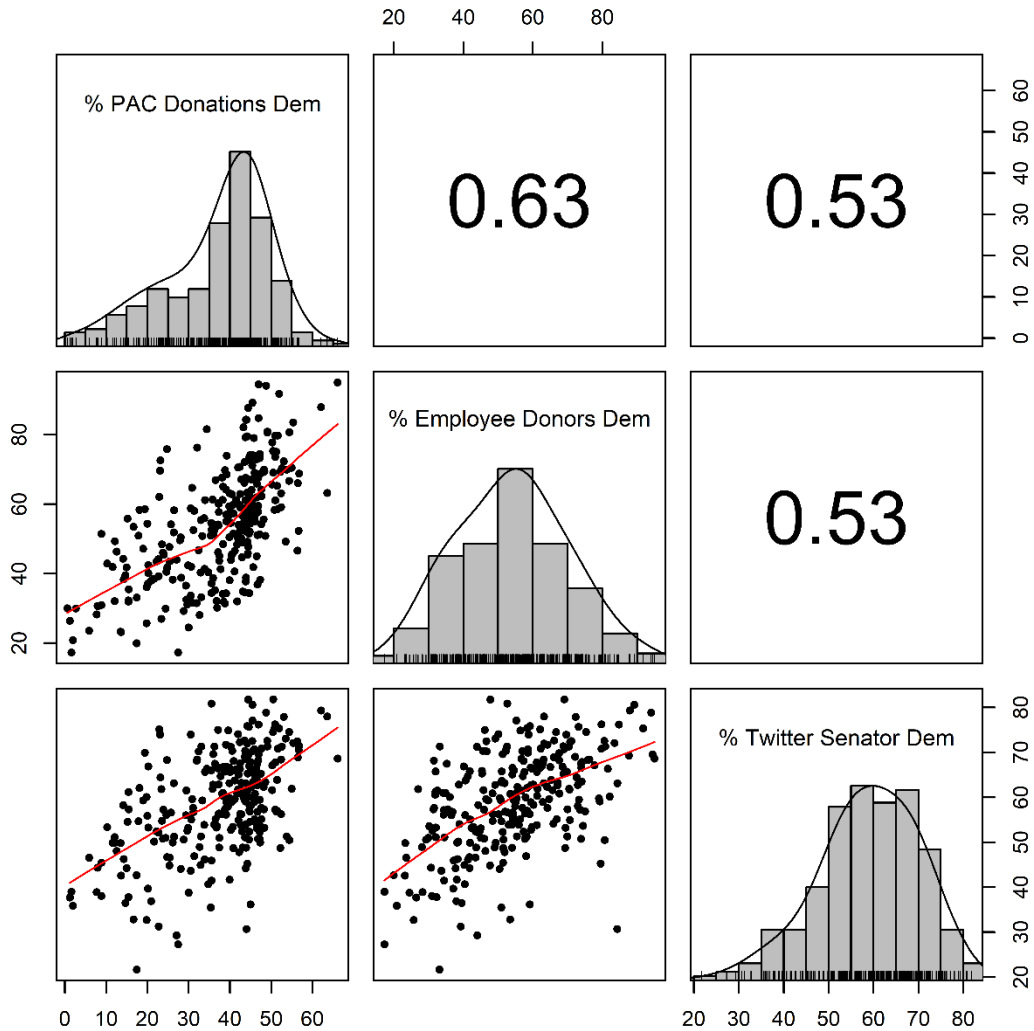 20 40 60 80
% PAC Donations Dem
0.63
0.53
0 10 20 30 40 50 60
20 40 60 80
% Employee Donors Dem
0.53
% Twitter Senator Dem
20 30 40 50 60 70 80
0 10 20 30 40 50 60
20 30 40 50 60 70 80